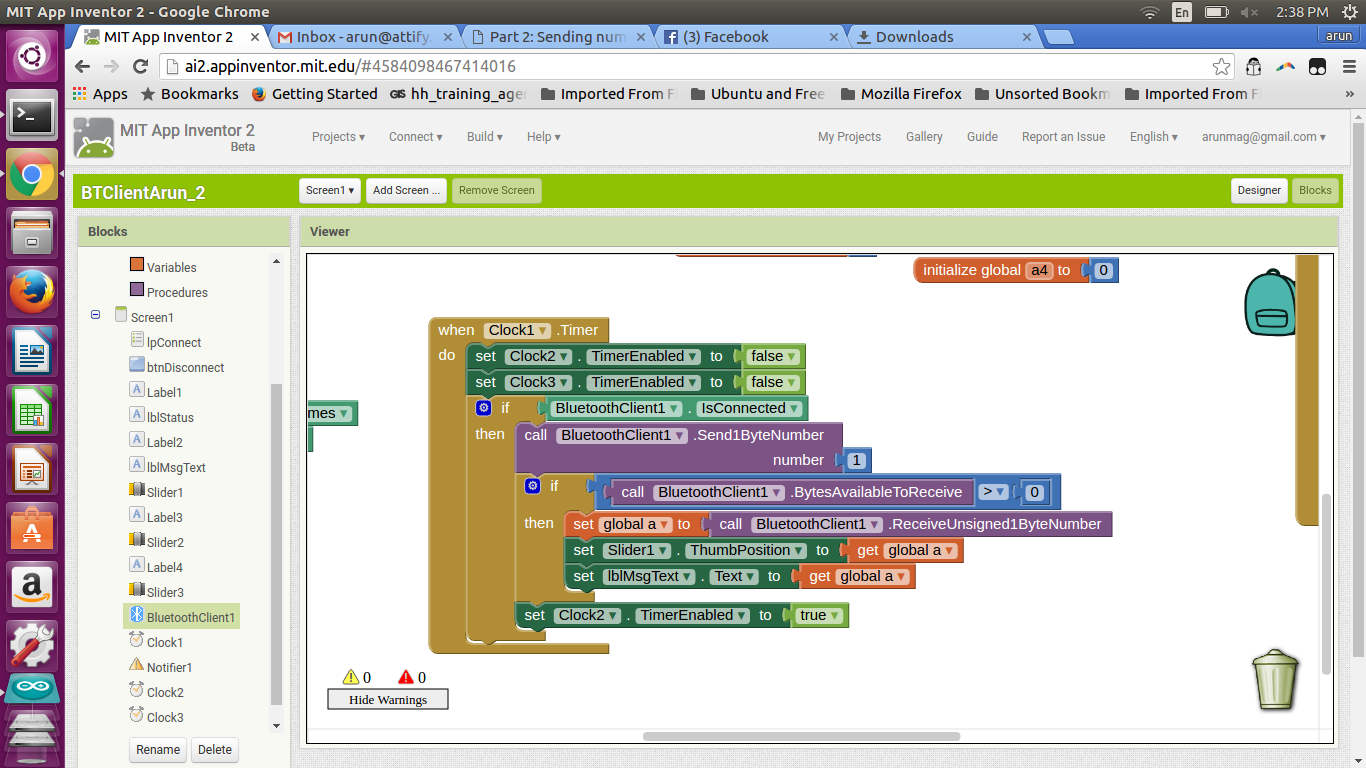 MIT App Inventor 2 - Google Chrome
En
2:38 PM
MIT App Inventor 2
Inbox - arun@attify.
Part 2: Sending num
(3) Facebook
Downloads
arun
ai2.appinventor.mit.edu/#4584098467414016
Apps
Bookmarks
Getting Started
GIS
hh_training_agen
Imported From Fi
Ubuntu and Free
Mozilla Firefox
Unsorted Bookm
Imported From Fi
»
MIT App Inventor 2
Beta
Projects
Connect
Build
Help
My Projects
Gallery
Guide
Report an Issue
English
arunmag@gmail.com
BTClientArun_2
Screen1
Add Screen ...
Remove Screen
Designer
Blocks
Blocks
Viewer
Variables
Procedures
Screen1
lpConnect
btnDisconnect
Label1
lblStatus
Label2
lblMsgText
Slider1
Label3
Slider2
Label4
Slider3
BluetoothClient1
Clock1
Notifier1
Clock2
Clock3
Rename
Delete
initialize global a4 to 0
mes
when Clock1 .Timer
do set Clock2 . TimerEnabled to false
set Clock3 . TimerEnabled to false
if BluetoothClient1 . IsConnected
then call BluetoothClient1 .Send1ByteNumber
number 1
if call BluetoothClient1 .BytesAvailableToReceive > 0
then set global a to call BluetoothClient1 .ReceiveUnsigned1ByteNumber
set Slider1 . ThumbPosition to get global a
set lblMsgText . Text to get global a
set Clock2 . TimerEnabled to true
0 0
Hide Warnings